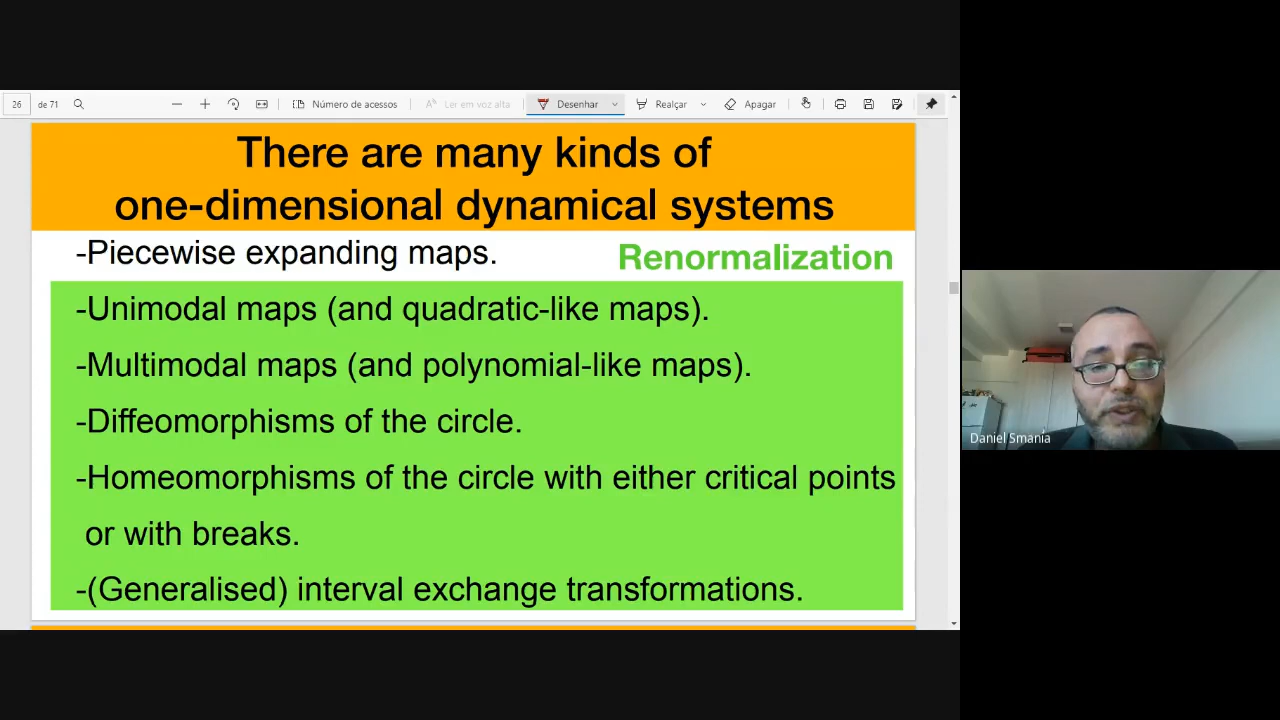 26 de 71 Número de acessos Ler em voz alta Desenhar Realçar Apagar
There are many kinds of
one-dimensional dynamical systems
-Piecewise expanding maps. Renormalization
-Unimodal maps (and quadratic-like maps).
-Multimodal maps (and polynomial-like maps).
-Diffeomorphisms of the circle.
-Homeomorphisms of the circle with either critical points
or with breaks.
-(Generalised) interval exchange transformations.
Daniel Smania